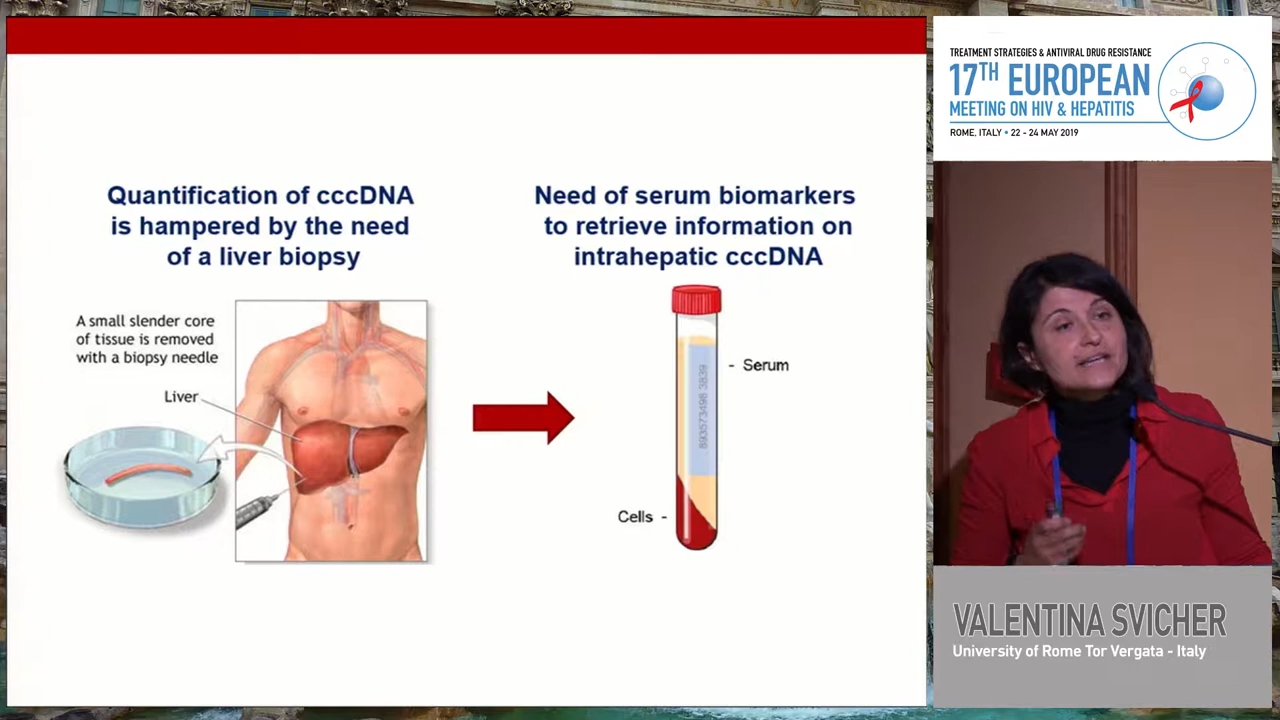 Quantification of cccDNA
is hampered by the need
of a liver biopsy
A small slender core
of tissue is removed
with a biopsy needle
Liver
Need of serum biomarkers
to retrieve information on
intrahepatic cccDNA
- Serum
893573498 3839
Cells -
TREATMENT STRATEGIES & ANTIVIRAL DRUG RESISTANCE
17TH EUROPEAN
MEETING ON HIV & HEPATITIS
ROME, ITALY • 22 - 24 MAY 2019
VALENTINA SVICHER
University of Rome Tor Vergata - Italy